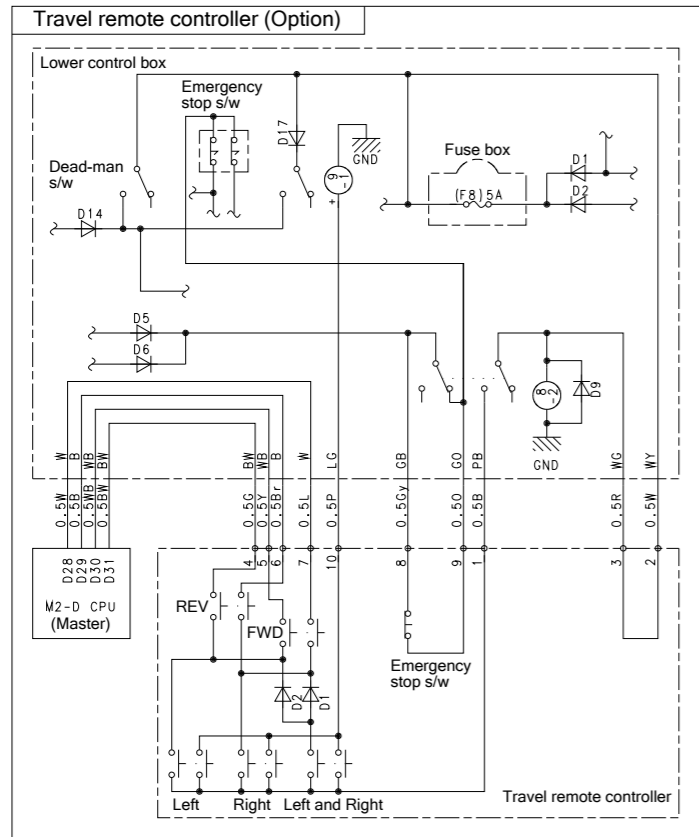 Travel remote controller (Option)
Lower control box
Emergency
stop s/w
D17
9
-1
+
GND
Fuse box
D1
D2
(F8)5A
Dead-man
s/w
D14
D5
D6
8
-2
D9
GND
W
B
WB
BW
BW
WB
B
W
LG
GB
GO
PB
WG
WY
0.5W
0.5B
0.5WB
0.5BW
0.5G
0.5Y
0.5Br
0.5L
0.5P
0.5Gy
0.5O
0.5B
0.5R
0.5W
D28
D29
D30
D31
M2-D CPU
(Master)
4
5
6
7
10
8
9
1
3
2
REV
FWD
D2
D1
Emergency
stop s/w
Left
Right
Left and Right
Travel remote controller